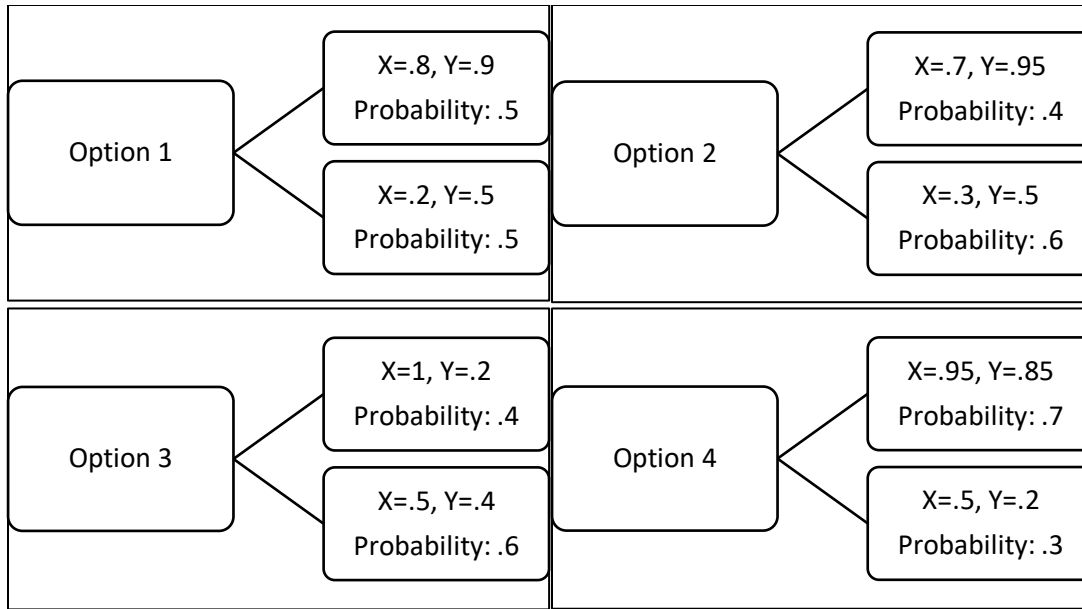 Option 1
X=.8, Y=.9
Probability: .5
X=.2, Y=.5
Probability: .5
Option 2
X=.7, Y=.95
Probability: .4
X=.3, Y=.5
Probability: .6
Option 3
X=1, Y=.2
Probability: .4
X=.5, Y=.4
Probability: .6
Option 4
X=.95, Y=.85
Probability: .7
X=.5, Y=.2
Probability: .3